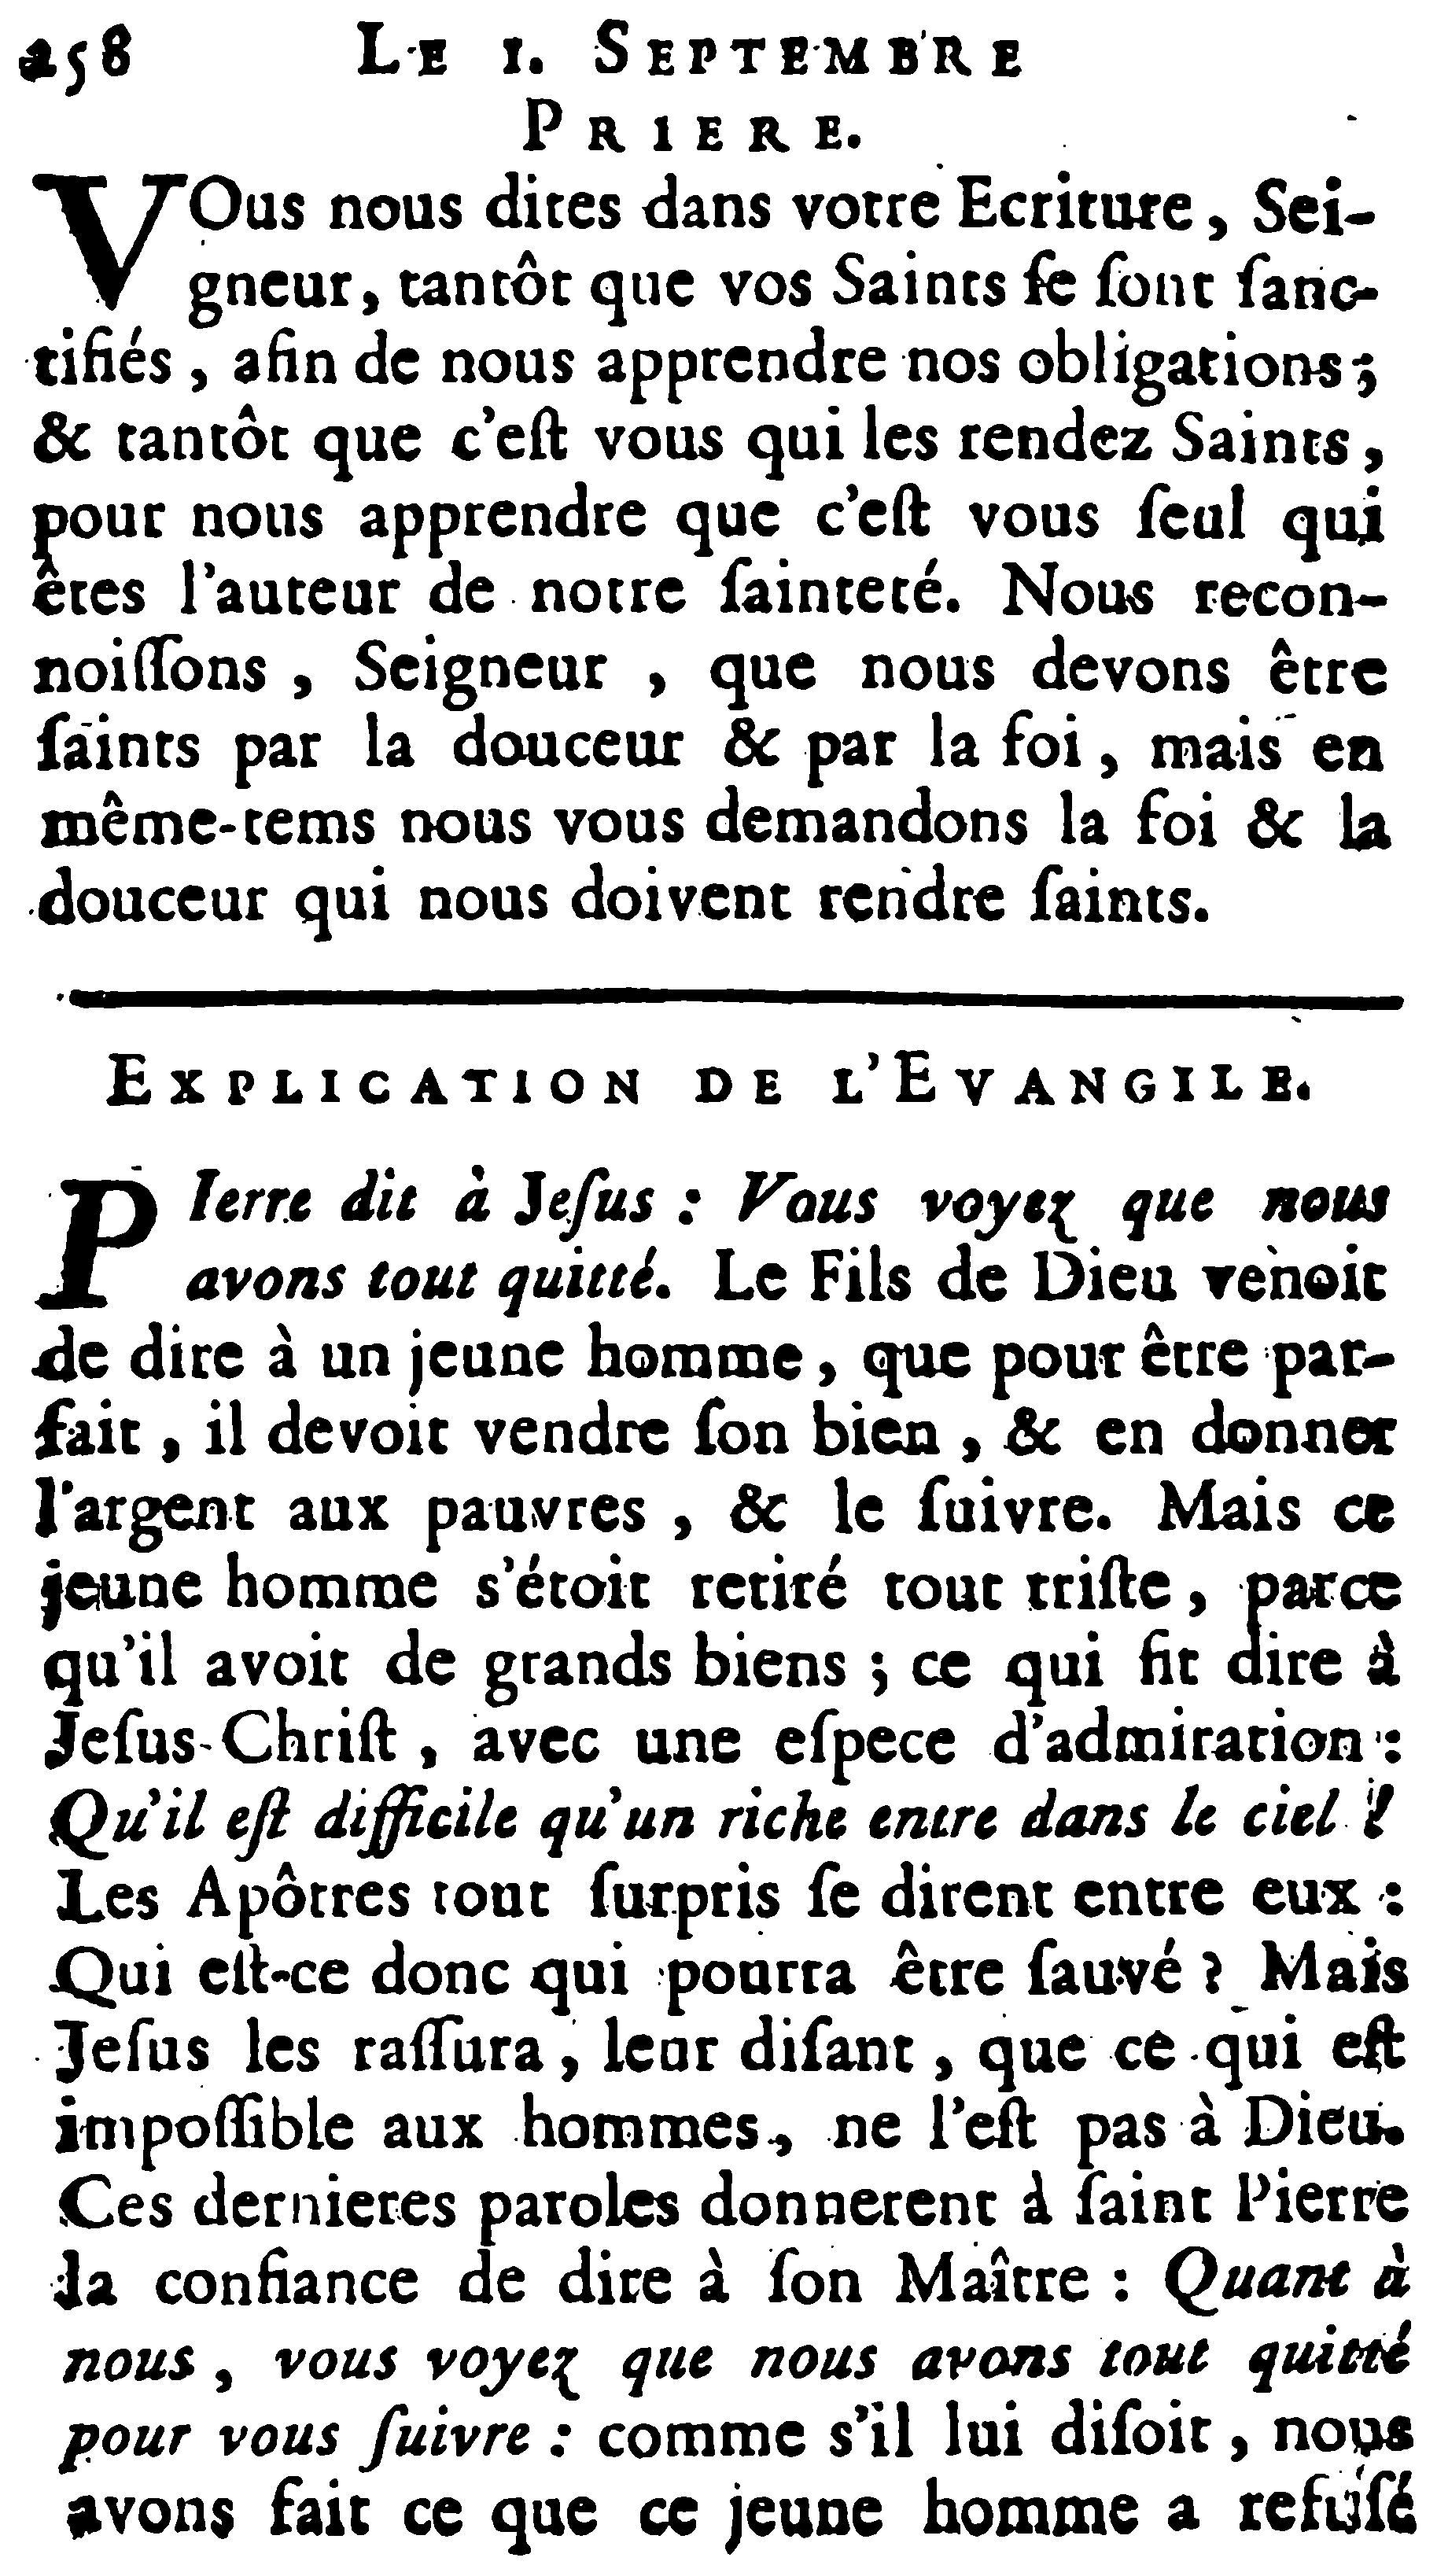 258 LE 1. SEPTEMBRE
PRIERE.
VOus nous dites dans votre Ecriture, Sei-
gneur, tantôt que vos Saints ſe ſont ſanc-
tifiés, afin de nous apprendre nos obligations;
& tantôt que c'eſt vous qui les rendez Saints,
pour nous apprendre que c'eſt vous ſeul qui
êtes l'auteur de notre ſainteté. Nous recon-
noiſſons, Seigneur, que nous devons être
ſaints par la douceur & par la foi, mais en
même-tems nous vous demandons la foi & la
douceur qui nous doivent rendre ſaints.
EXPLICATION DE L'EVANGILE.
PIerre dit à Jeſus : Vous voyez que nous
avons tout quitté. Le Fils de Dieu venoit
de dire à un jeune homme, que pour être par-
fait, il devoit vendre ſon bien, & en donner
l'argent aux pauvres, & le ſuivre. Mais ce
jeune homme s'étoit retiré tout triſte, parce
qu'il avoit de grands biens ; ce qui fit dire à
Jeſus-Chriſt, avec une eſpece d'admiration :
Qu'il eſt difficile qu'un riche entre dans le ciel !
Les Apôtres tout ſurpris ſe dirent entre eux :
Qui eſt-ce donc qui pourra être ſauvé ? Mais
Jeſus les raſſura, leur diſant, que ce qui eſt
impoſſible aux hommes, ne l'eſt pas à Dieu.
Ces dernieres paroles donnerent à ſaint Pierre
la confiance de dire à ſon Maître : Quant à
nous, vous voyez que nous avons tout quitté
pour vous ſuivre : comme s'il lui diſoit, nous
avons fait ce que ce jeune homme a refuſé